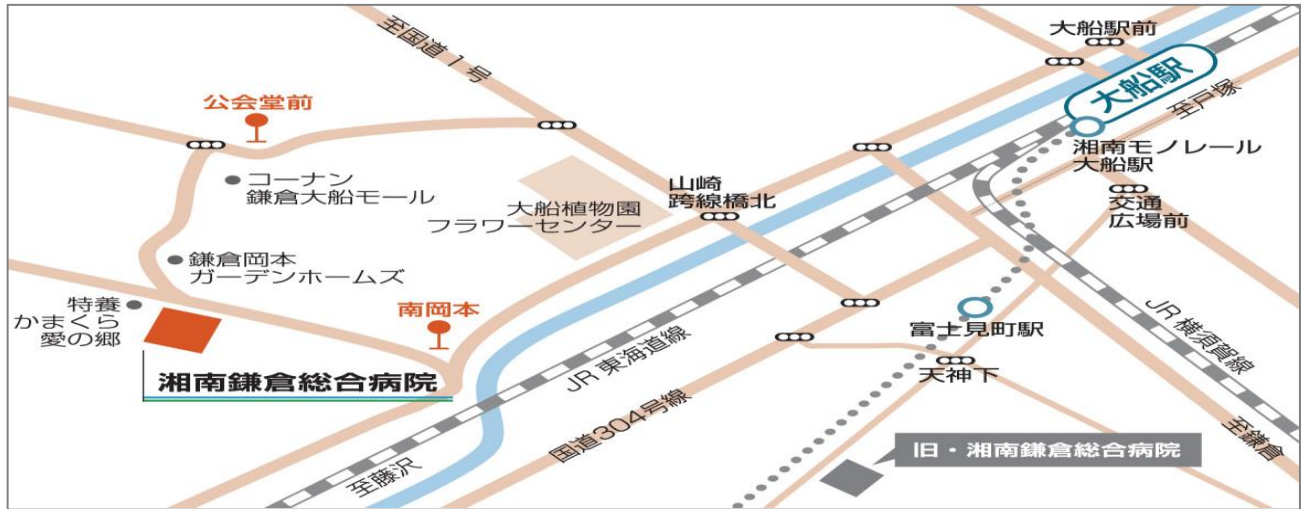 大船駅前
至国道1号
大船駅
至戸塚
公会堂前
湘南モノレール
大船駅
コーナン
鎌倉大船モール
山崎
跨線橋北
交通
広場前
大船植物園
フラワーセンター
鎌倉岡本
ガーデンホームズ
特養
かまくら
愛の郷
南岡本
富士見町駅
JR横須賀線
JR東海道線
湘南鎌倉総合病院
天神下
国道304号線
至鎌倉
旧・湘南鎌倉総合病院
至藤沢